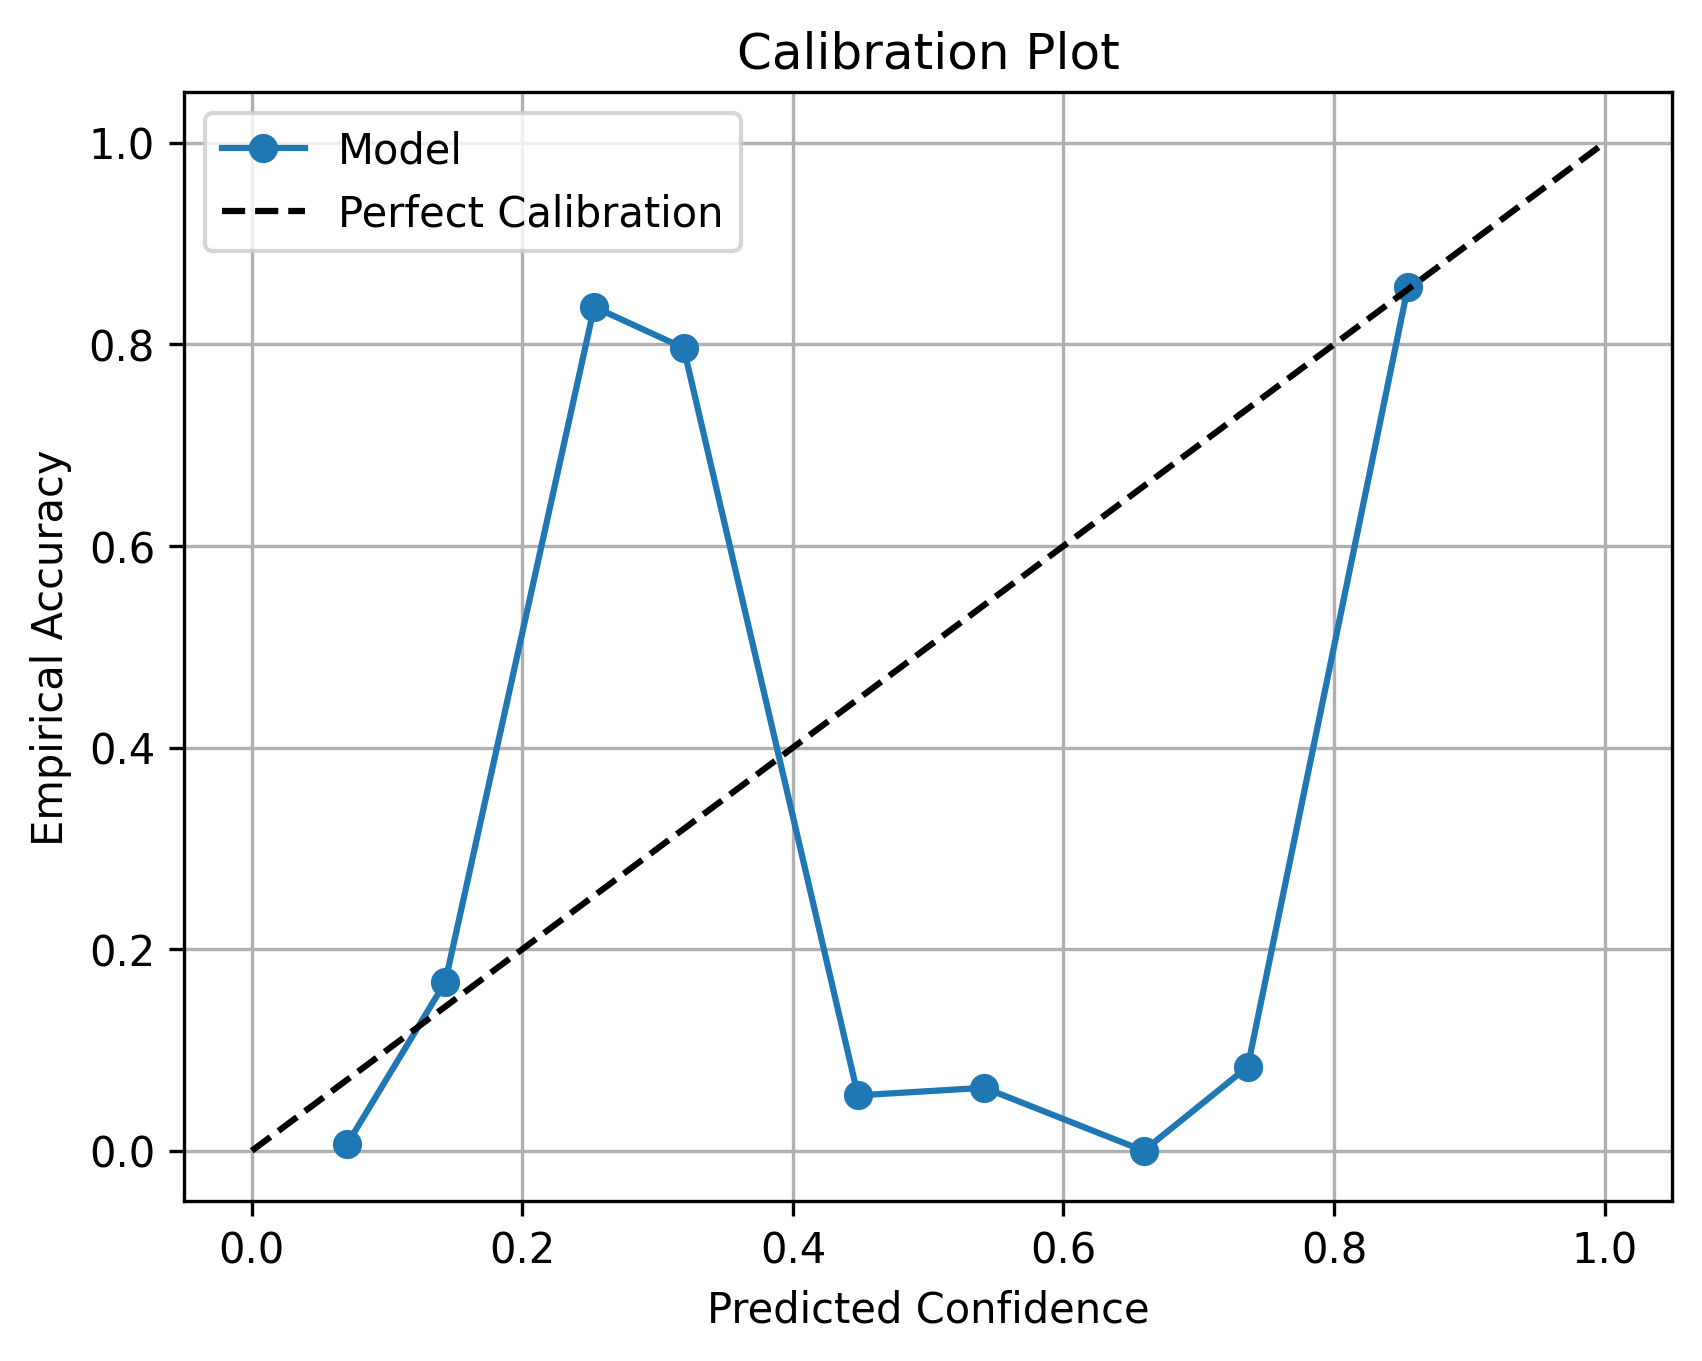 Calibration Plot
Model
Perfect Calibration
1.0
0.8
0.6
0.4
0.2
0.0
Empirical Accuracy
0.0 0.2 0.4 0.6 0.8 1.0
Predicted Confidence